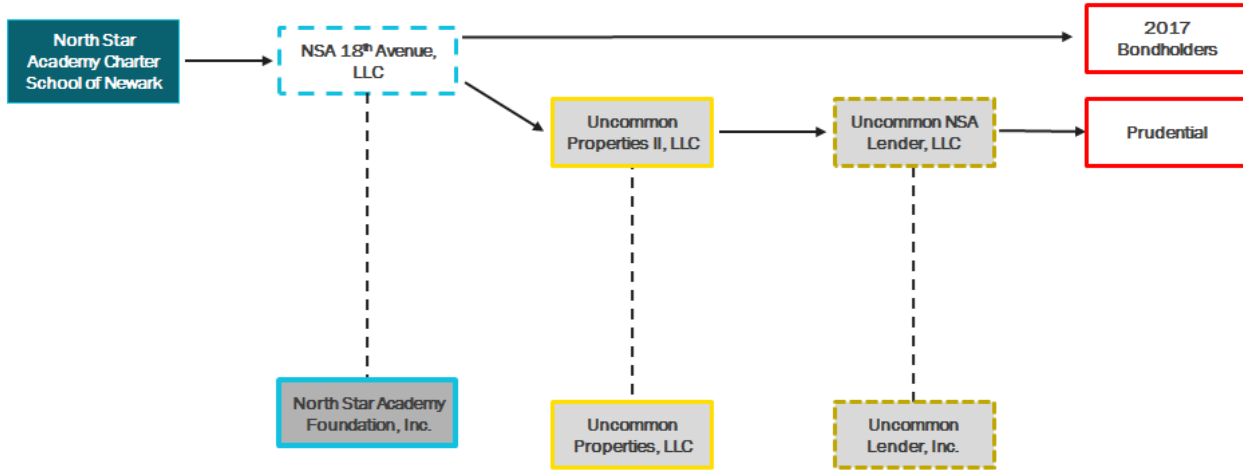 North Star
Academy Charter
School of Newark
NSA 18th Avenue,
LLC
2017
Bondholders
Uncommon
Properties II, LLC
Uncommon NSA
Lender, LLC
Prudential
North Star Academy
Foundation, Inc.
Uncommon
Properties, LLC
Uncommon
Lender, Inc.